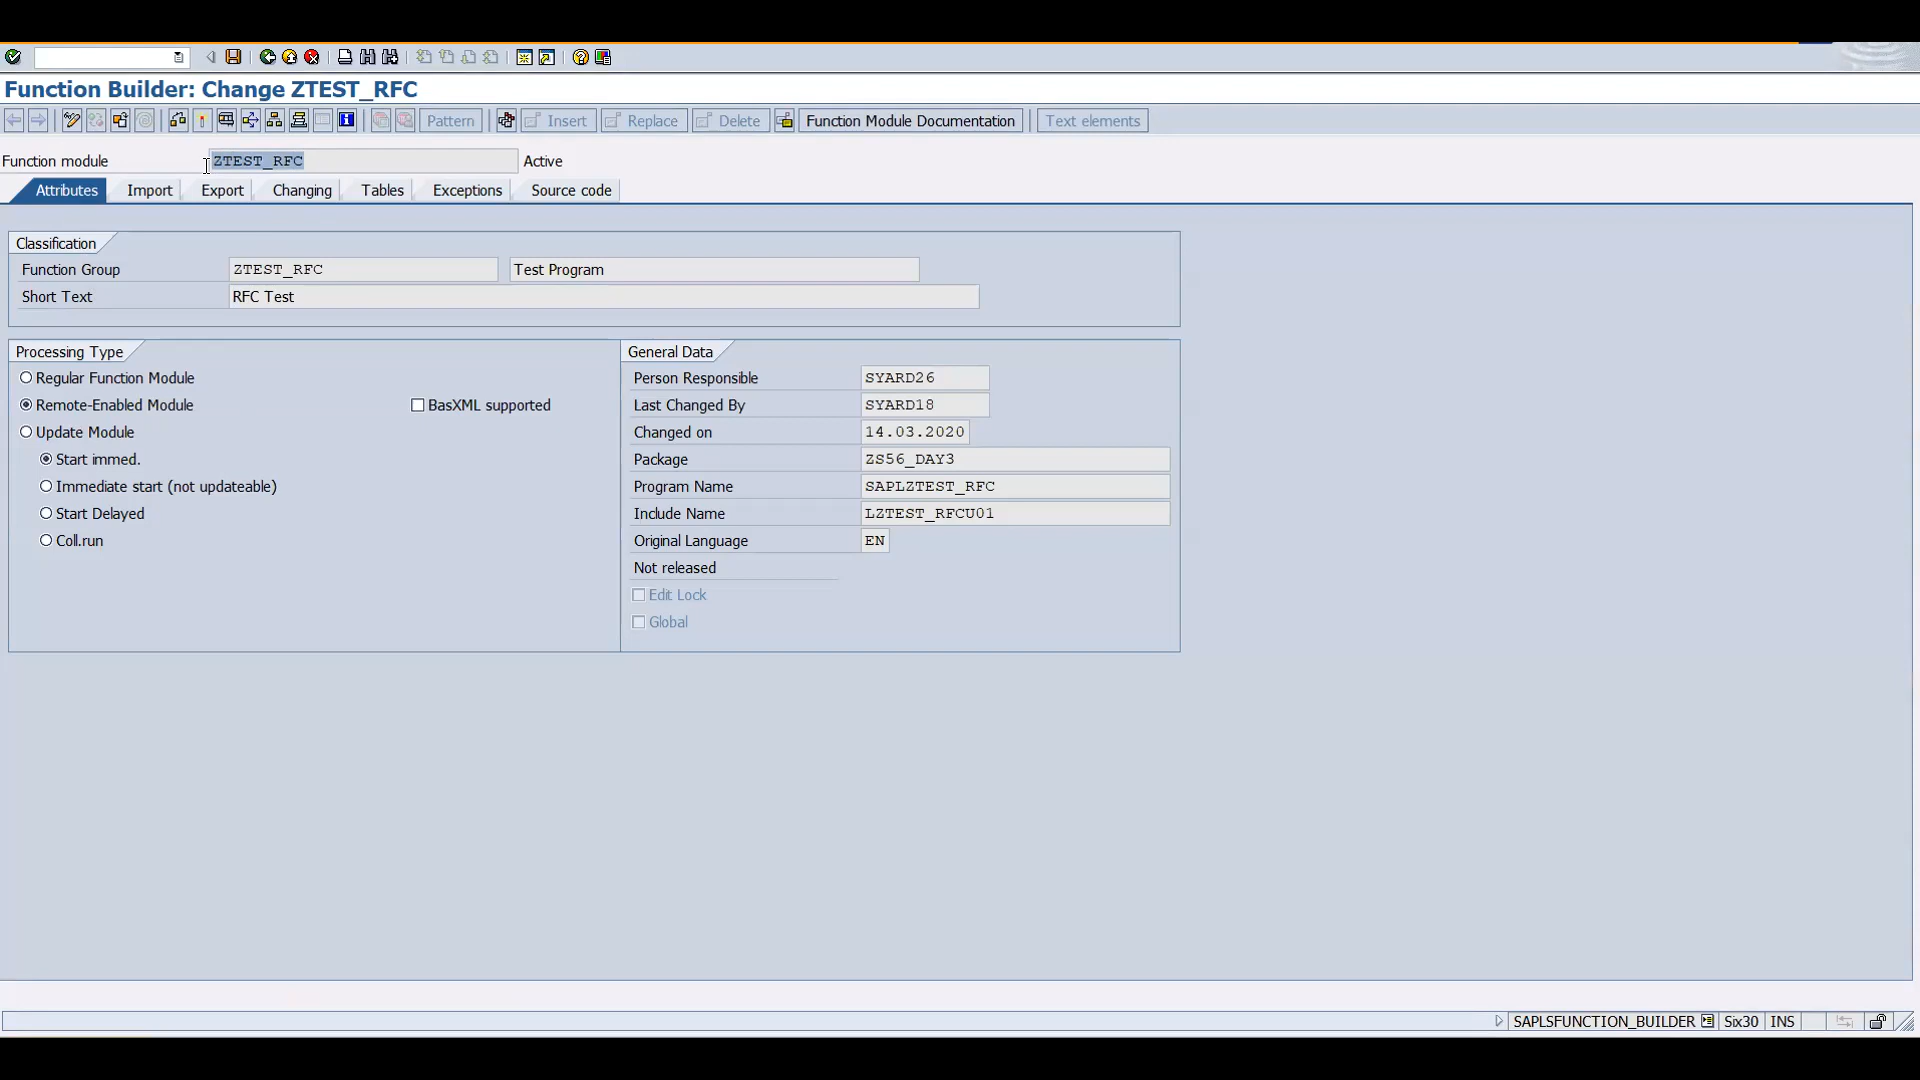 Function Builder: Change ZTEST_RFC
Pattern Insert Replace Delete Function Module Documentation Text elements
Function module ZTEST_RFC Active
Attributes Import Export Changing Tables Exceptions Source code
Classification
Function Group ZTEST_RFC Test Program
Short Text RFC Test
Processing Type
Regular Function Module
Remote-Enabled Module BasXML supported
Update Module
Start immed.
Immediate start (not updateable)
Start Delayed
Coll.run
General Data
Person Responsible SYARD26
Last Changed By SYARD18
Changed on 14.03.2020
Package ZS56_DAY3
Program Name SAPLZTEST_RFC
Include Name LZTEST_RFCU01
Original Language EN
Not released
Edit Lock
Global
SAPLSFUNCTION_BUILDER Six30 INS